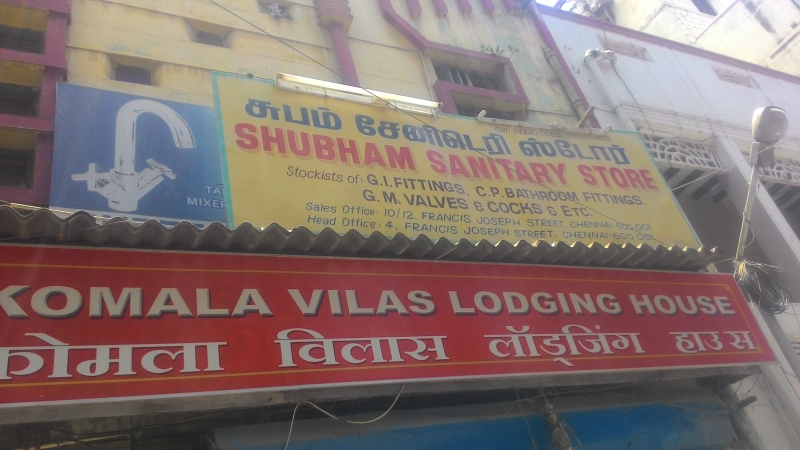 சுபம் சேனிடெரி ஸ்டோர்
SHUBHAM SANITARY STORE
Stockists of: G.I.FITTINGS, C.P.BATHROOM FITTINGS,
G.M.VALVES & COCKS & ETC.
Sales Office: 10/12, FRANCIS JOSEPH STREET, CHENNAI-600 001.
Head Office: 4, FRANCIS JOSEPH STREET, CHENNAI-600 001.
MIXER
KOMALA VILAS LODGING HOUSE
कोमला विलास लॉड्जिंग हाउस